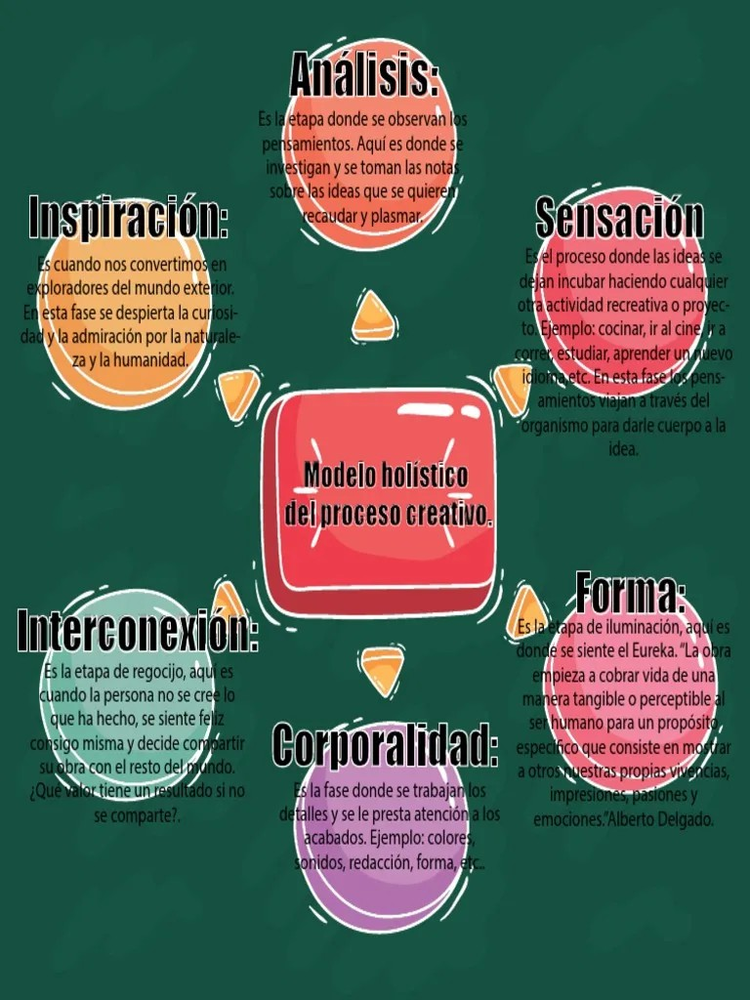 Análisis:
Es la etapa donde se observan los
pensamientos. Aquí es donde se
investigan y se toman las notas
sobre las ideas que se quieren
recaudar y plasmar.
Inspiración:
Es cuando nos convertimos en
exploradores del mundo exterior.
En esta fase se despierta la curiosi-
dad y la admiración por la naturale-
za y la humanidad.
Sensación
Es el proceso donde las ideas se
dejan incubar haciendo cualquier
otra actividad recreativa o proyec-
to. Ejemplo: cocinar, ir al cine, ir a
correr, estudiar, aprender un nuevo
idioma,etc. En esta fase los pens-
amientos viajan a través del
organismo para darle cuerpo a la
idea.
Modelo holístico
del proceso creativo.
Interconexión:
Es la etapa de regocijo, aquí es
cuando la persona no se cree lo
que ha hecho, se siente feliz
consigo misma y decide compartir
su obra con el resto del mundo.
¿Qué valor tiene un resultado si no
se comparte?.
Forma:
Es la etapa de iluminación, aquí es
donde se siente el Eureka. “La obra
empieza a cobrar vida de una
manera tangible o perceptible al
ser humano para un propósito
específico que consiste en mostrar
a otros nuestras propias vivencias,
impresiones, pasiones y
emociones.”Alberto Delgado.
Corporalidad:
Es la fase donde se trabajan los
detalles y se le presta atención a los
acabados. Ejemplo: colores,
sonidos, redacción, forma, etc..